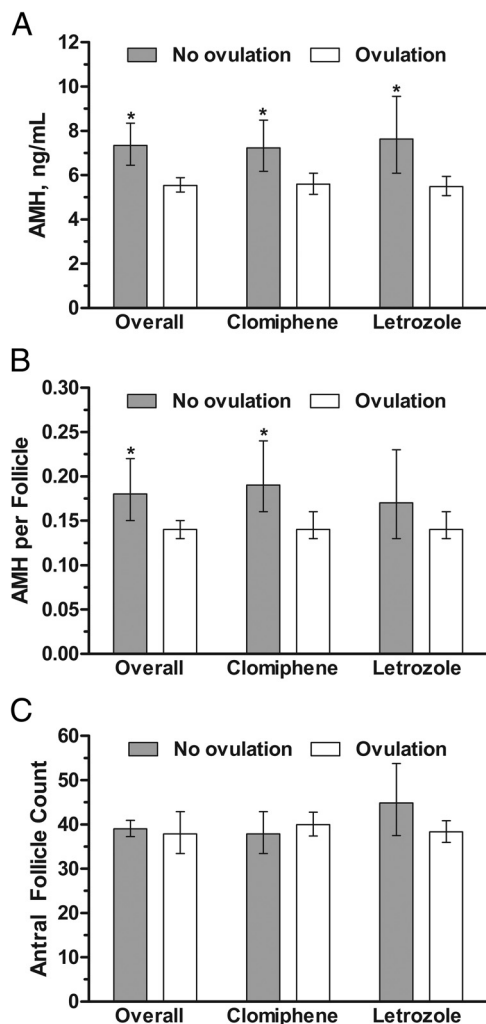 A
12
No ovulation
Ovulation
10
8
6
4
2
0
AMH, ng/mL
*
*
*
Overall
Clomiphene
Letrozole
B
0.30
No ovulation
Ovulation
0.25
0.20
0.15
0.10
0.05
0.00
AMH per Follicle
*
*
Overall
Clomiphene
Letrozole
C
60
No ovulation
Ovulation
50
40
30
20
10
0
Antral Follicle Count
Overall
Clomiphene
Letrozole